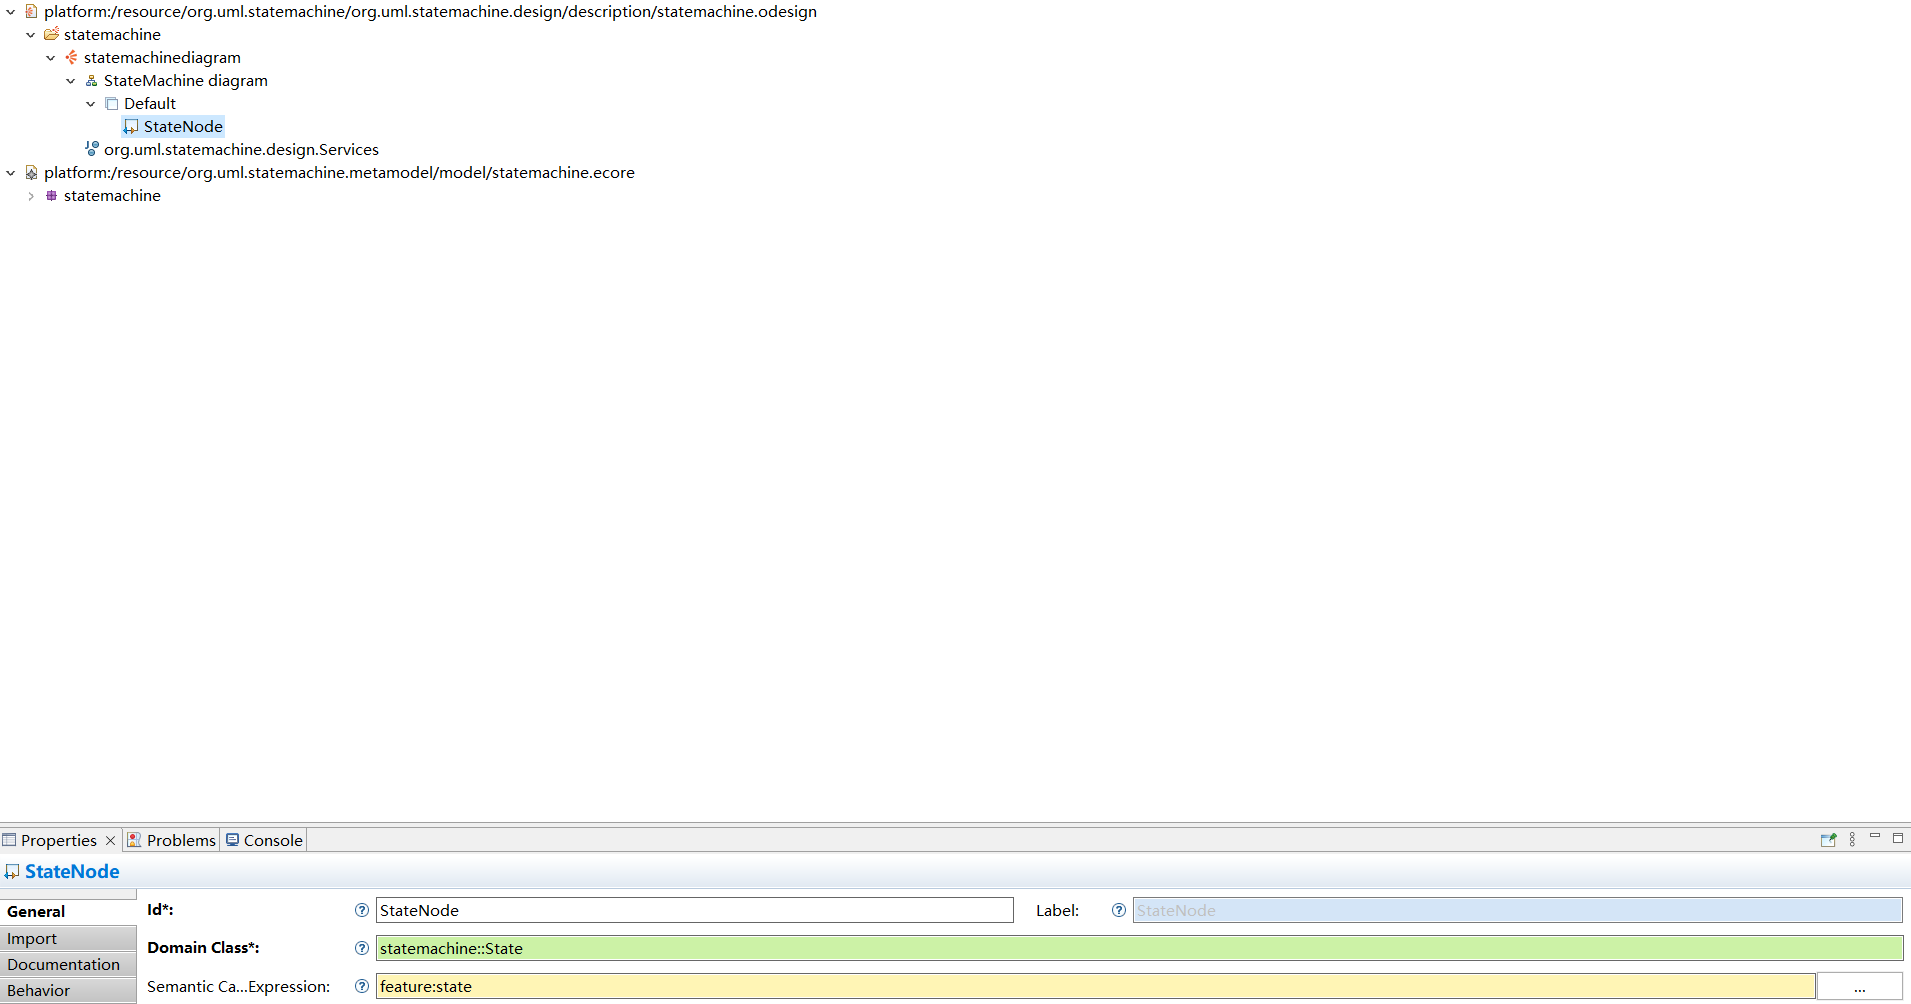 platform:/resource/org.uml.statemachine/org.uml.statemachine.design/description/statemachine.odesign
statemachine
statemachinediagram
StateMachine diagram
Default
StateNode
org.uml.statemachine.design.Services
platform:/resource/org.uml.statemachine.metamodel/model/statemachine.ecore
statemachine
Properties Problems Console
StateNode
General
Id*: StateNode Label: StateNode
Import
Domain Class*: statemachine::State
Documentation
Semantic Ca...Expression: feature:state ...
Behavior